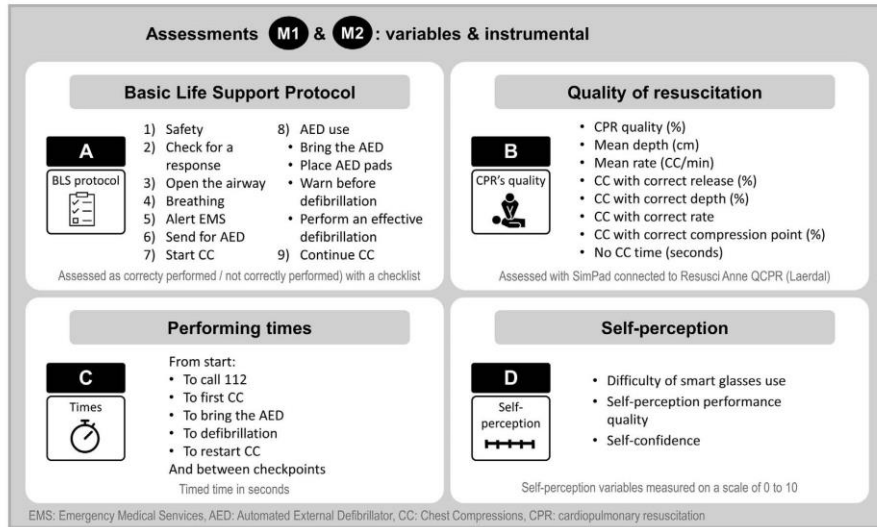 Assessments M1 & M2 : variables & instrumental
Basic Life Support Protocol
A
BLS protocol
1) Safety
2) Check for a
response
3) Open the airway
4) Breathing
5) Alert EMS
6) Send for AED
7) Start CC
8) AED use
• Bring the AED
• Place AED pads
• Warn before
defibrillation
• Perform an effective
defibrillation
9) Continue CC
Assessed as correcty performed / not correctly performed) with a checklist
Quality of resuscitation
B
CPR's quality
• CPR quality (%)
• Mean depth (cm)
• Mean rate (CC/min)
• CC with correct release (%)
• CC with correct depth (%)
• CC with correct rate
• CC with correct compression point (%)
• No CC time (seconds)
Assessed with SimPad connected to Resusci Anne QCPR (Laerdal)
Performing times
C
Times
From start:
• To call 112
• To first CC
• To bring the AED
• To defibrillation
• To restart CC
And between checkpoints
Timed time in seconds
Self-perception
D
Self-
perception
• Difficulty of smart glasses use
• Self-perception performance
quality
• Self-confidence
Self-perception variables measured on a scale of 0 to 10
EMS: Emergency Medical Services, AED: Automated External Defibrillator, CC: Chest Compressions, CPR: cardiopulmonary resuscitation